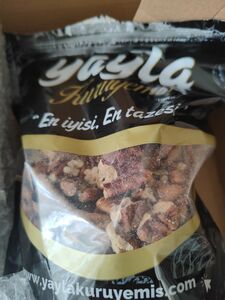 yayla
Kuruyemiş
"En iyisi. En tazesi."
www.yaylakuruyemis.com